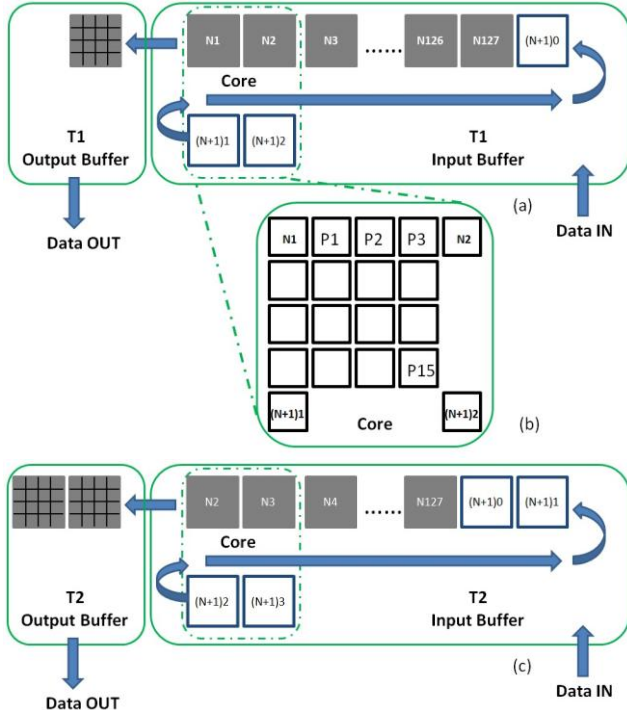 N1 N2 N3 ...... N126 N127 (N+1)0
Core
(N+1)1 (N+1)2
T1
Output Buffer
T1
Input Buffer
(a)
Data OUT
Data IN
N1 P1 P2 P3 N2
P15
(N+1)1 Core (N+1)2
(b)
N2 N3 N4 ...... N127 (N+1)0 (N+1)1
Core
(N+1)2 (N+1)3
T2
Output Buffer
T2
Input Buffer
(c)
Data OUT
Data IN